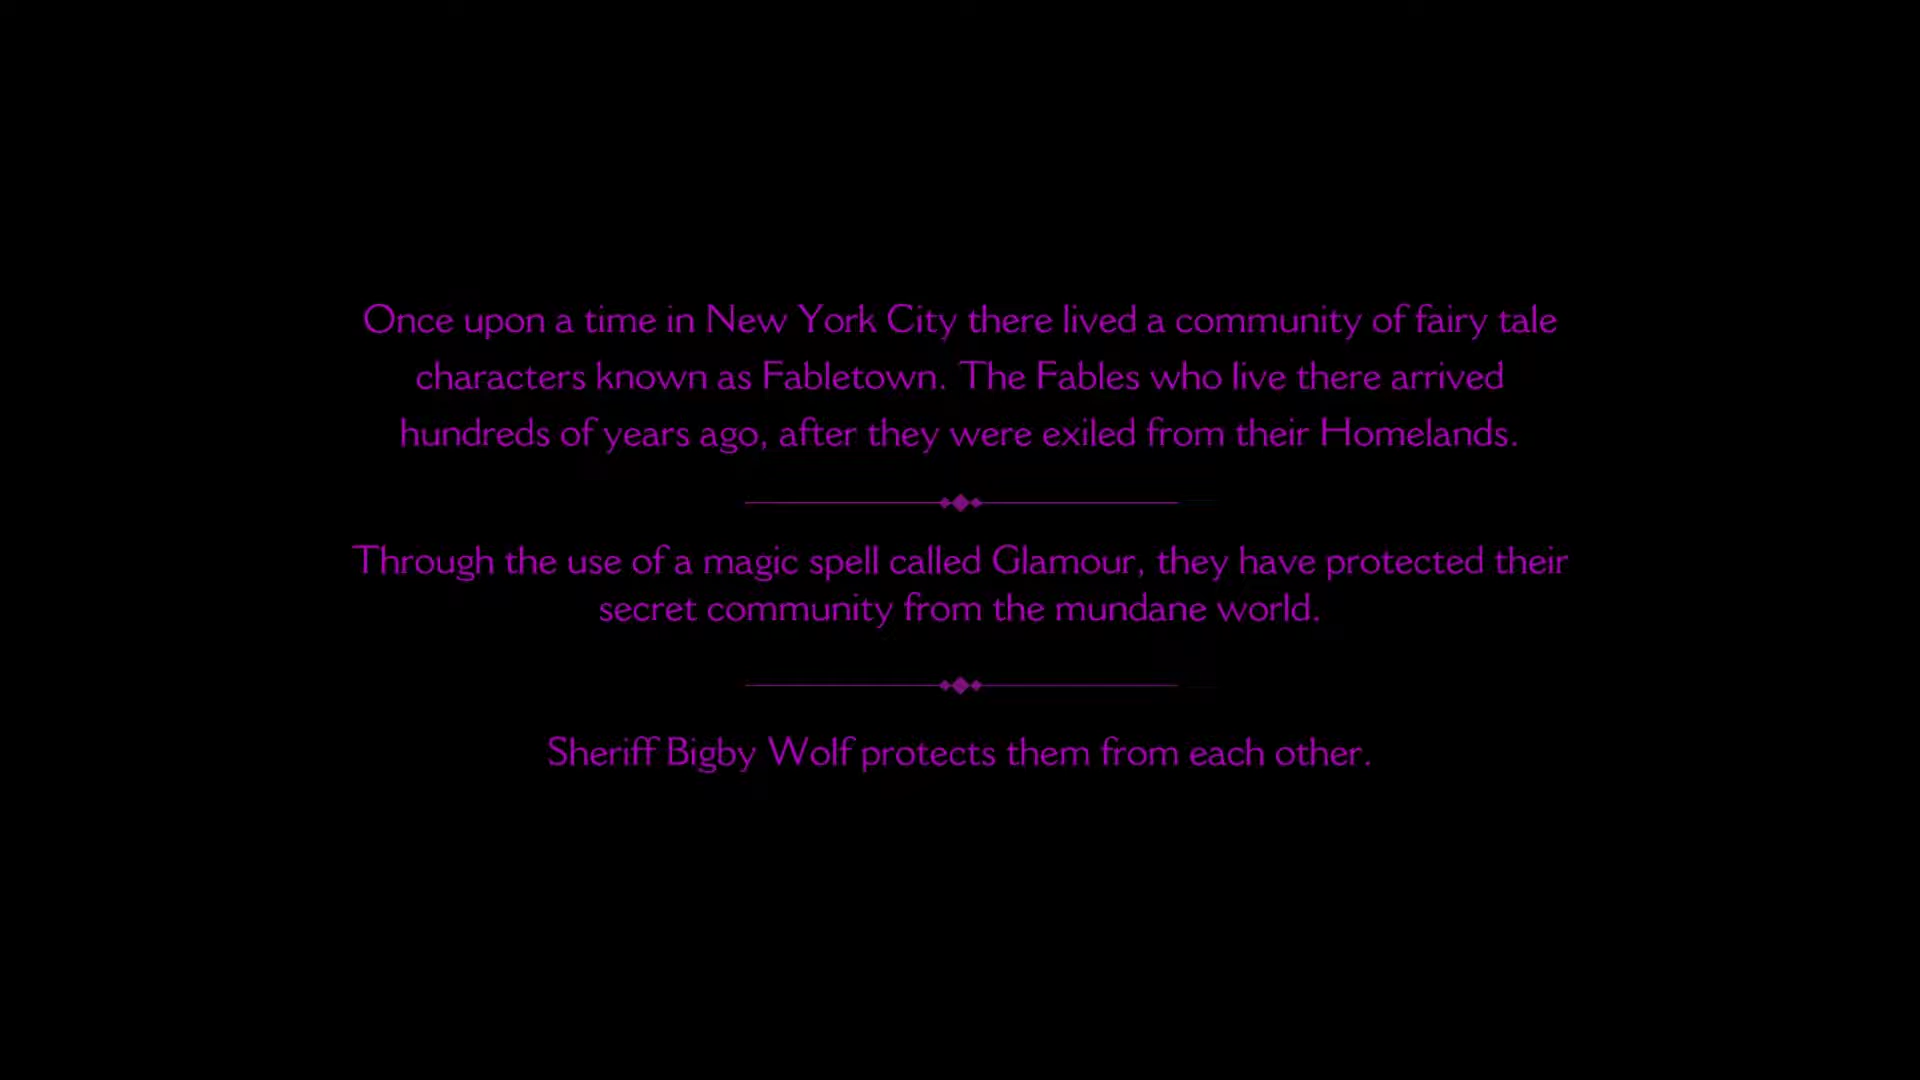 Once upon a time in New York City there lived a community of fairy tale
characters known as Fabletown. The Fables who live there arrived
hundreds of years ago, after they were exiled from their Homelands.
Through the use of a magic spell called Glamour, they have protected their
secret community from the mundane world.
Sheriff Bigby Wolf protects them from each other.